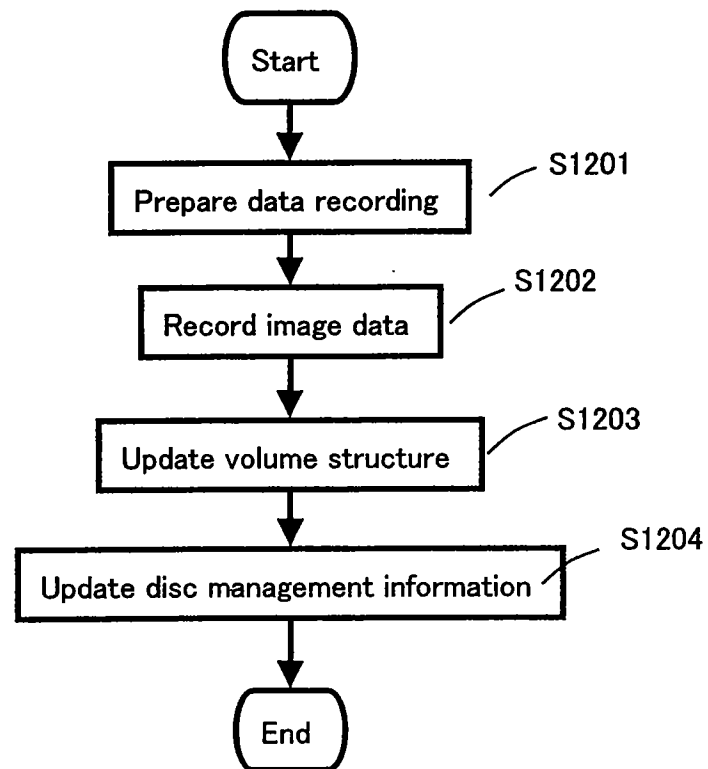 Start
S1201
Prepare data recording
S1202
Record image data
S1203
Update volume structure
S1204
Update disc management information
End